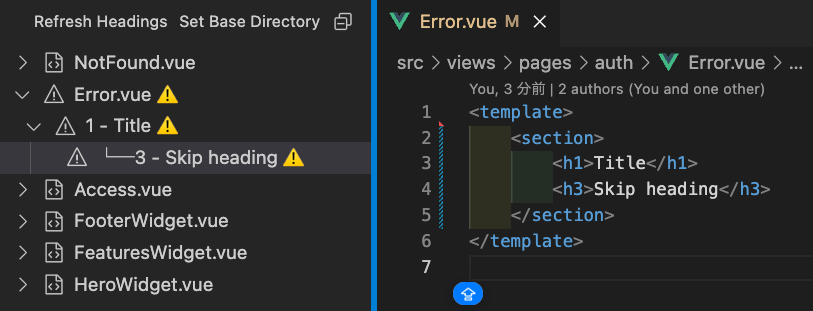 Refresh Headings Set Base Directory
NotFound.vue
Error.vue ⚠️
1 - Title ⚠️
└──3 - Skip heading ⚠️
Access.vue
FooterWidget.vue
FeaturesWidget.vue
HeroWidget.vue
Error.vue M ×
src > views > pages > auth > Error.vue > ...
You, 3 分前 | 2 authors (You and one other)
1 <template>
2 <section>
3 <h1>Title</h1>
4 <h3>Skip heading</h3>
5 </section>
6 </template>
7